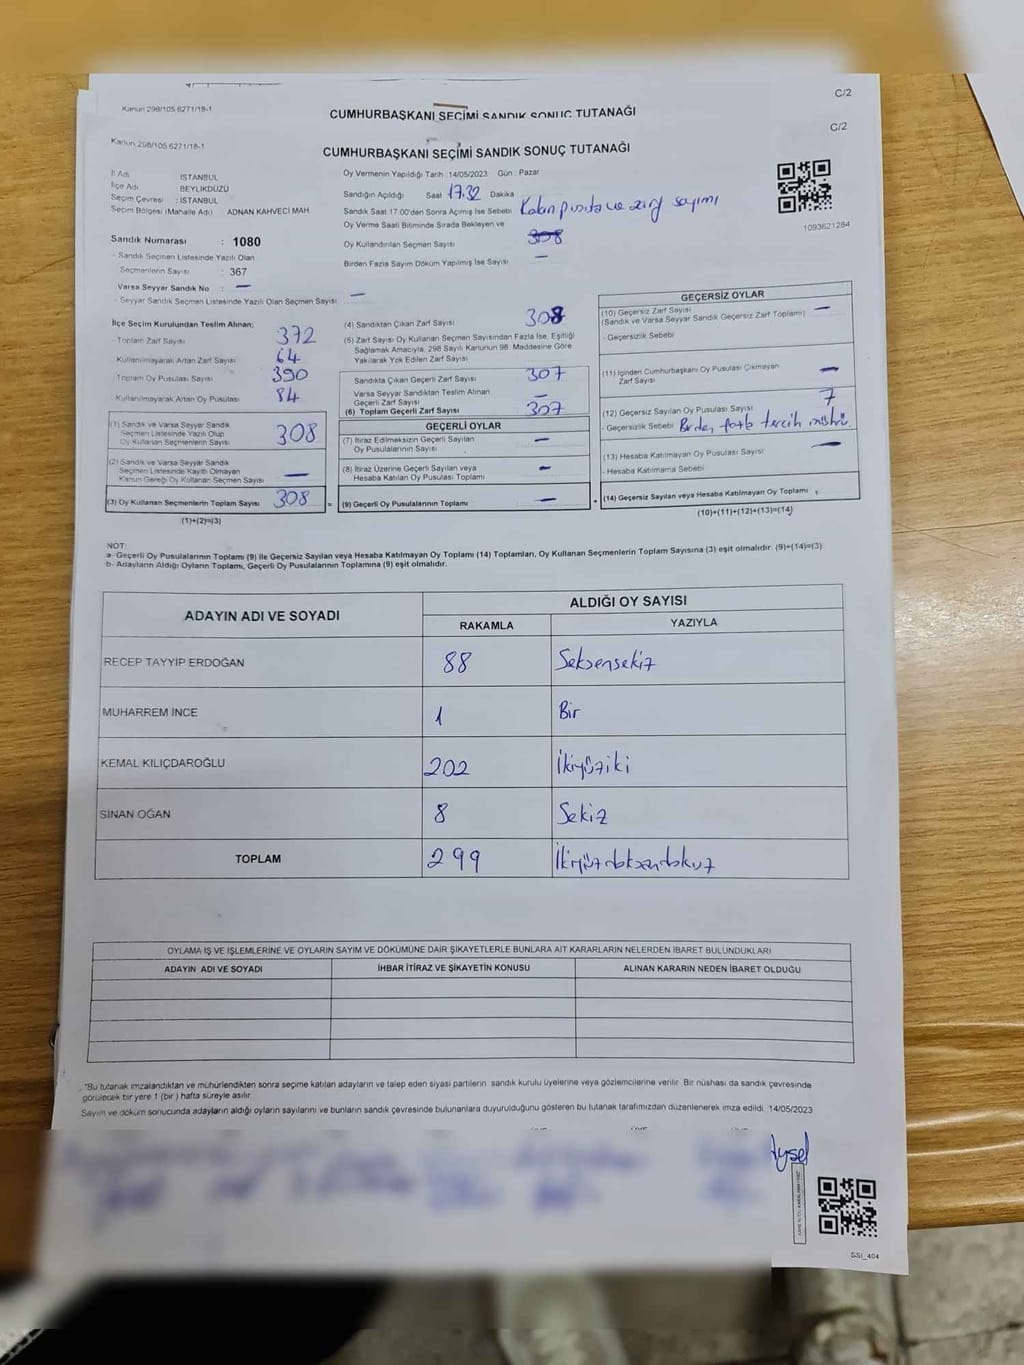 C/2
Kanun 298/105 6271/18-1
CUMHURBAŞKANI SEÇİMİ SANDIK SONUÇ TUTANAĞI
C/2
Kanun 298/105 6271/18-1
CUMHURBAŞKANI SEÇİMİ SANDIK SONUÇ TUTANAĞI
İl Adı İSTANBUL
İlçe Adı BEYLİKDÜZÜ
Seçim Çevresi : İSTANBUL
Seçim Bölgesi (Mahalle Adı) ADNAN KAHVECİ MAH
Sandık Numarası : 1080
- Sandık Seçmen Listesinde Yazılı Olan
Seçmenlerin Sayısı : 367
Varsa Seyyar Sandık No : —
- Seyyar Sandık Seçmen Listesinde Yazılı Olan Seçmen Sayısı —
Oy Vermenin Yapıldığı Tarih : 14/05/2023 Gün : Pazar
Sandığın Açıldığı Saat 17.32 Dakika
Sandık Saat 17.00'den Sonra Açılmış İse Sebebi Kalan pusula ve zarf sayımı
Oy Verme Saati Bitiminde Sırada Bekleyen ve
Oy Kullandırılan Seçmen Sayısı 308
Birden Fazla Sayım Döküm Yapılmış İse Sayısı —
1093621284
İlçe Seçim Kurulundan Teslim Alınan;
Toplam Zarf Sayısı 372
Kullanılmayarak Artan Zarf Sayısı 64
Toplam Oy Pusulası Sayısı 390
Kullanılmayarak Artan Oy Pusulası 84
(1) Sandık ve Varsa Seyyar Sandık
Seçmen Listesinde Yazılı Olup
Oy Kullanan Seçmenlerin Sayısı 308
(2) Sandık ve Varsa Seyyar Sandık
Seçmen Listesinde Kayıtlı Olmayan
Kanun Gereği Oy Kullanan Seçmen Sayısı —
(3) Oy Kullanan Seçmenlerin Toplam Sayısı 308 =
(1)+(2)=(3)
(4) Sandıktan Çıkan Zarf Sayısı 308
(5) Zarf Sayısı Oy Kullanan Seçmen Sayısından Fazla İse, Eşitliği
Sağlamak Amacıyla, 298 Sayılı Kanunun 98. Maddesine Göre
Yakılarak Yok Edilen Zarf Sayısı
Sandıkta Çıkan Geçerli Zarf Sayısı 307
Varsa Seyyar Sandıktan Teslim Alınan
Geçerli Zarf Sayısı —
(6) Toplam Geçerli Zarf Sayısı 307
GEÇERLİ OYLAR
(7) İtiraz Edilmeksizin Geçerli Sayılan
Oy Pusulalarının Sayısı —
(8) İtiraz Üzerine Geçerli Sayılan veya
Hesaba Katılan Oy Pusulası Toplamı —
(9) Geçerli Oy Pusulalarının Toplamı — +
GEÇERSİZ OYLAR
(10) Geçersiz Zarf Sayısı —
(Sandık ve Varsa Seyyar Sandık Geçersiz Zarf Toplamı)
- Geçersizlik Sebebi
(11) İçinden Cumhurbaşkanı Oy Pusulası Çıkmayan
Zarf Sayısı —
(12) Geçersiz Sayılan Oy Pusulası Sayısı 7
- Geçersizlik Sebebi Birden fazla tercih mührü
(13) Hesaba Katılmayan Oy Pusulası Sayısı —
- Hesaba Katılmama Sebebi
(14) Geçersiz Sayılan veya Hesaba Katılmayan Oy Toplamı
(10)+(11)+(12)+(13)=(14)
NOT:
a- Geçerli Oy Pusulalarının Toplamı (9) ile Geçersiz Sayılan veya Hesaba Katılmayan Oy Toplamı (14) Toplamları, Oy Kullanan Seçmenlerin Toplam Sayısına (3) eşit olmalıdır. (9)+(14)=(3)
b- Adayların Aldığı Oyların Toplamı, Geçerli Oy Pusulalarının Toplamına (9) eşit olmalıdır.
ADAYIN ADI VE SOYADI ALDIĞI OY SAYISI
RAKAMLA YAZIYLA
RECEP TAYYİP ERDOĞAN 88 Seksensekiz
MUHARREM İNCE 1 Bir
KEMAL KILIÇDAROĞLU 202 İkiyüziki
SİNAN OĞAN 8 Sekiz
TOPLAM 299 İkiyüzdoksandokuz
OYLAMA İŞ VE İŞLEMLERİNE VE OYLARIN SAYIM VE DÖKÜMÜNE DAİR ŞİKAYETLERLE BUNLARA AİT KARARLARIN NELERDEN İBARET BULUNDUKLARI
ADAYIN ADI VE SOYADI İHBAR İTİRAZ VE ŞİKAYETİN KONUSU ALINAN KARARIN NEDEN İBARET OLDUĞU
"Bu tutanak imzalandıktan ve mühürlendikten sonra seçime katılan adayların ve talep eden siyasi partilerin sandık kurulu üyelerine veya gözlemcilerine verilir. Bir nüshası da sandık çevresinde
görülecek bir yere 1 (bir) hafta süreyle asılır.
Sayım ve döküm sonucunda adayların aldığı oyların sayılarını ve bunların sandık çevresinde bulunanlara duyurulduğunu gösteren bu tutanak tarafımızdan düzenlenerek imza edildi. 14/05/2023
Aysel
SSI_404